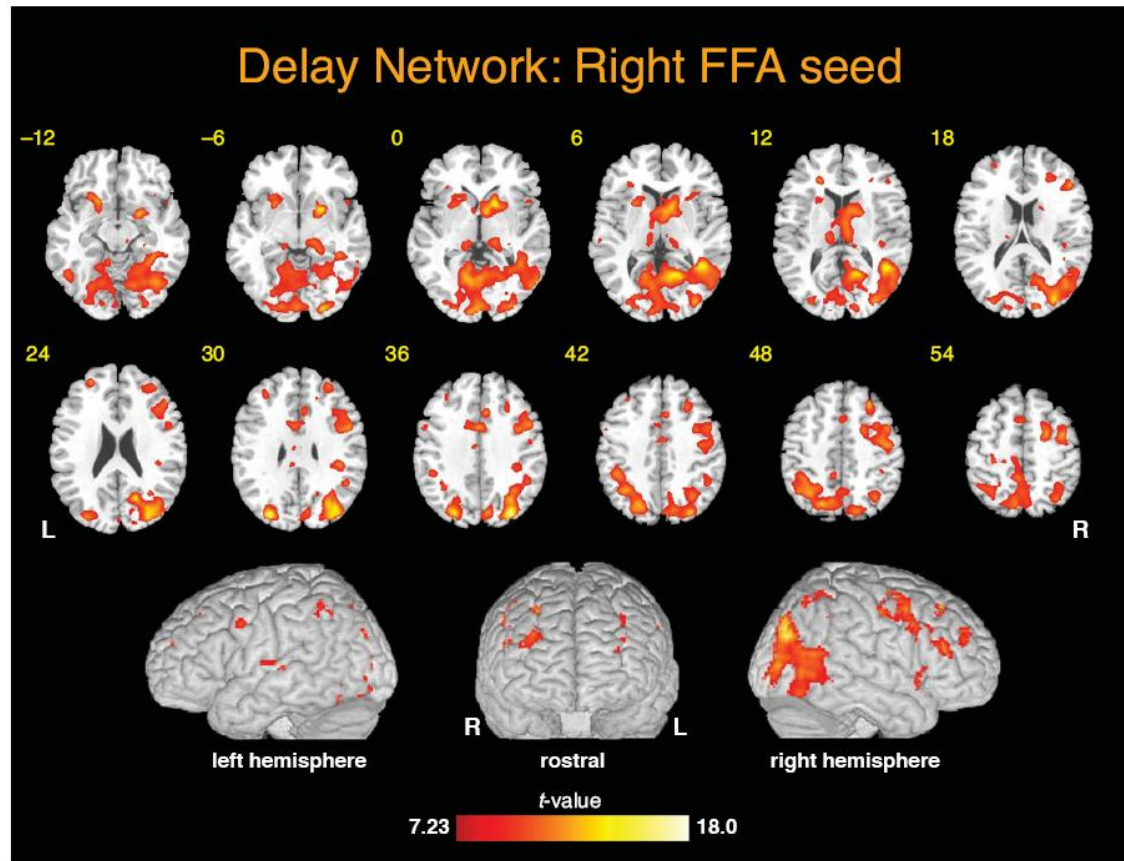 Delay Network: Right FFA seed
–12 –6 0 6 12 18
24 30 36 42 48 54
L R
R L
left hemisphere rostral right hemisphere
t-value
7.23 18.0